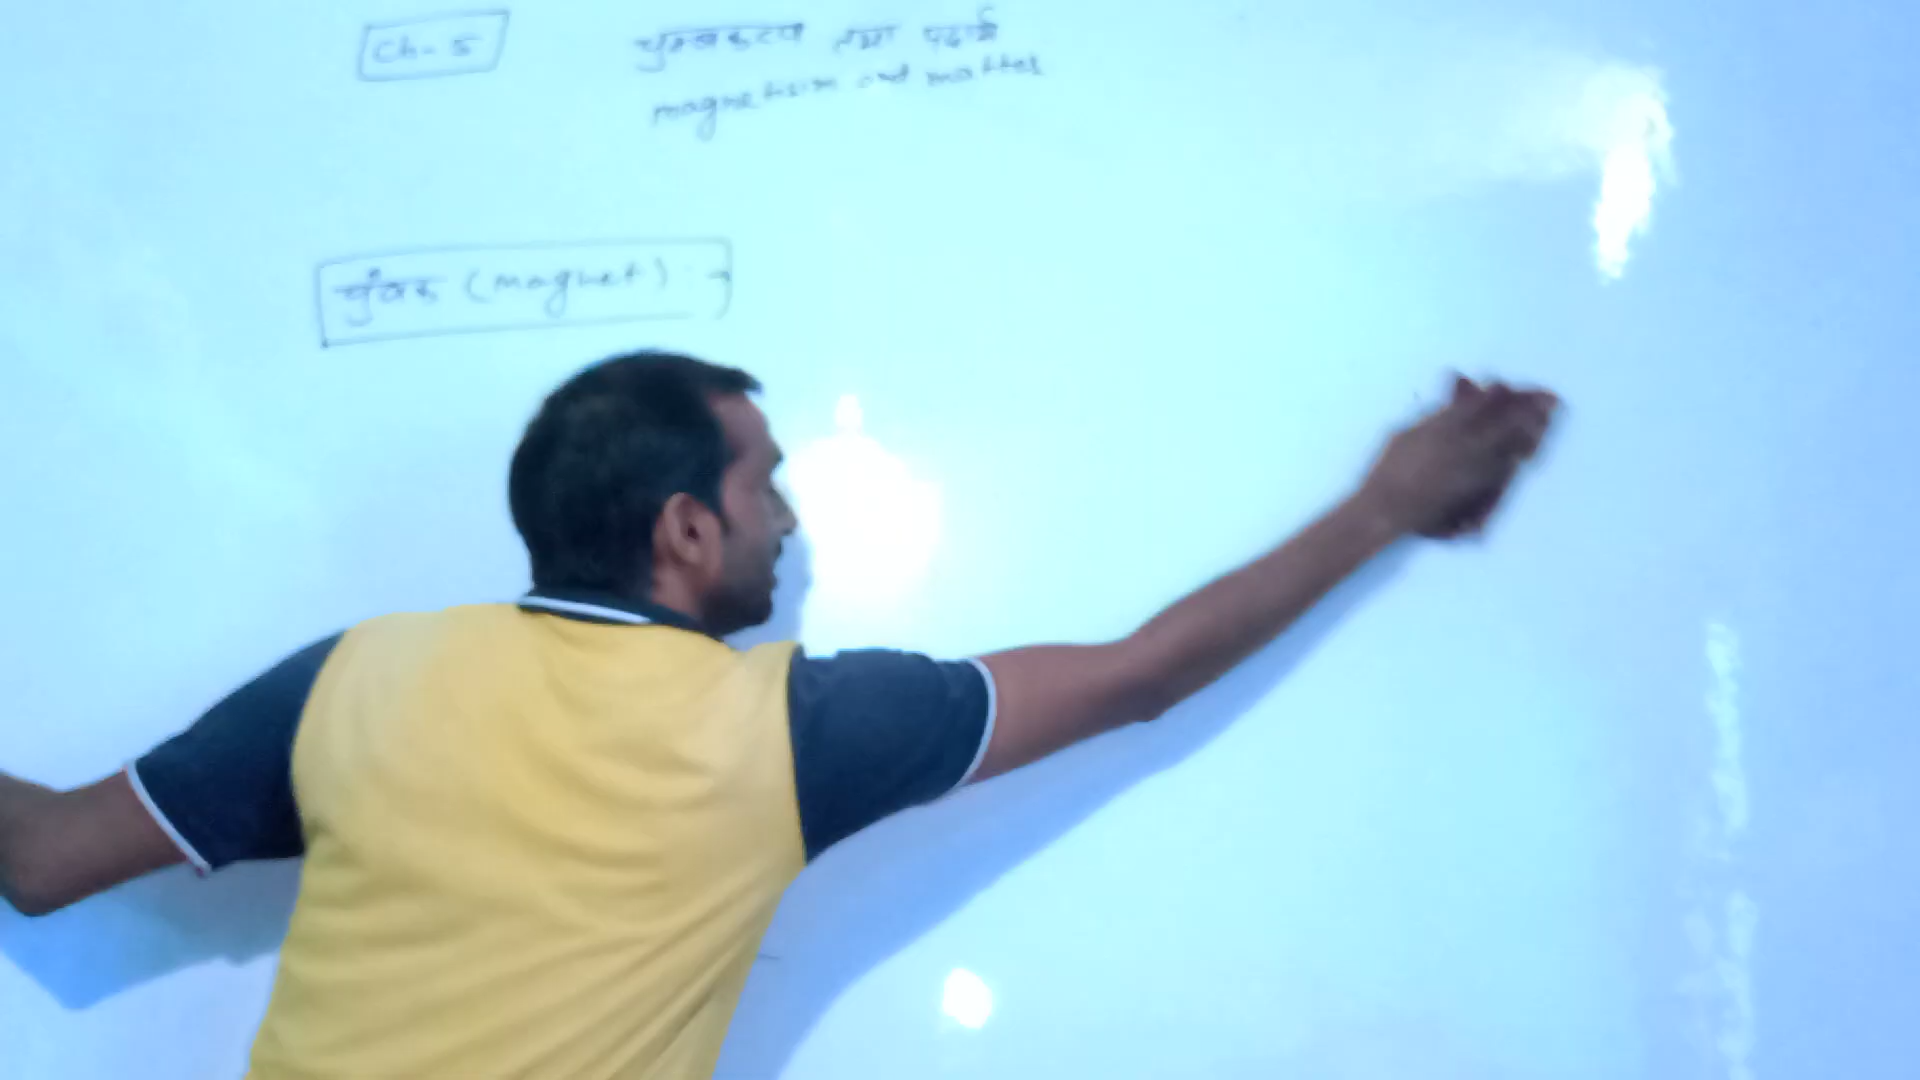 Ch-5
चुम्बकत्व तथा पदार्थ
magnetism and matter
चुंबक (magnet) :-